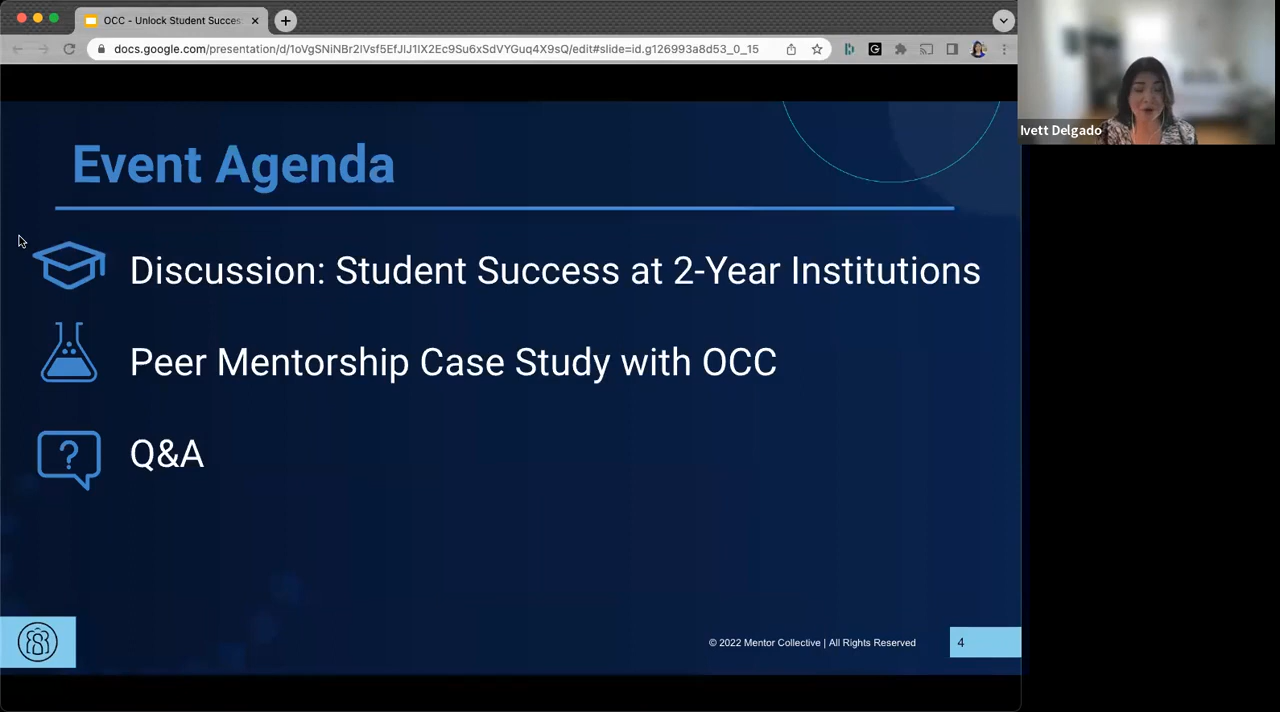 OCC - Unlock Student Succes
docs.google.com/presentation/d/1oVgSNiNBr2lVsf5EfJlJ1lX2Ec9Su6xSdVYGuq4X9sQ/edit#slide=id.g126993a8d53_0_15
Ivett Delgado
Event Agenda
Discussion: Student Success at 2-Year Institutions
Peer Mentorship Case Study with OCC
?
Q&A
© 2022 Mentor Collective | All Rights Reserved
4